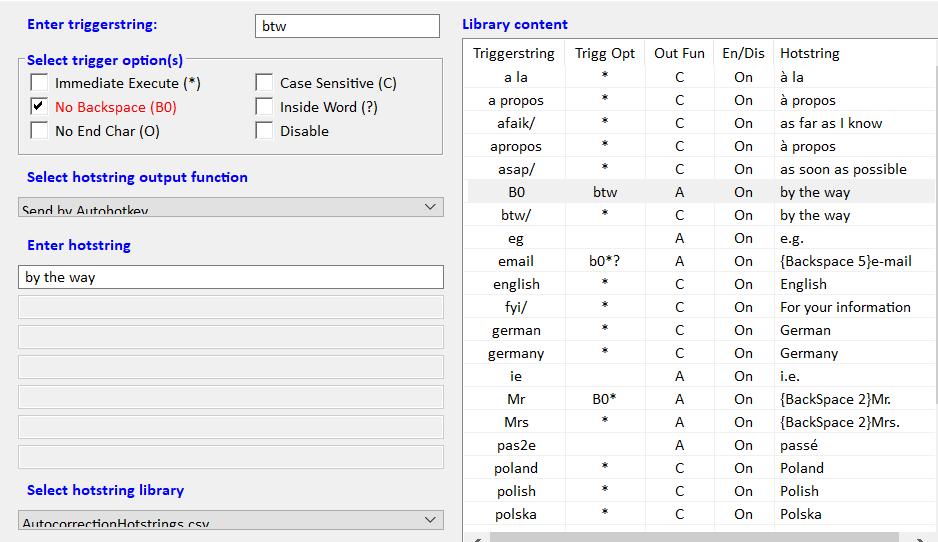 Enter triggerstring:
btw
Select trigger option(s)
Immediate Execute (*)
Case Sensitive (C)
No Backspace (B0)
Inside Word (?)
No End Char (O)
Disable
Select hotstring output function
Send by Autohotkey
Enter hotstring
by the way
Select hotstring library
AutocorrectionHotstrings.csv
Library content
Triggerstring Trigg Opt Out Fun En/Dis Hotstring
a la * C On à la
a propos * C On à propos
afaik/ * C On as far as I know
apropos * C On à propos
asap/ * C On as soon as possible
B0 btw A On by the way
btw/ * C On by the way
eg A On e.g.
email b0*? A On {Backspace 5}e-mail
english * C On English
fyi/ * C On For your information
german * C On German
germany * C On Germany
ie A On i.e.
Mr B0* A On {BackSpace 2}Mr.
Mrs * A On {BackSpace 2}Mrs.
pas2e A On passé
poland * C On Poland
polish * C On Polish
polska * C On Polska